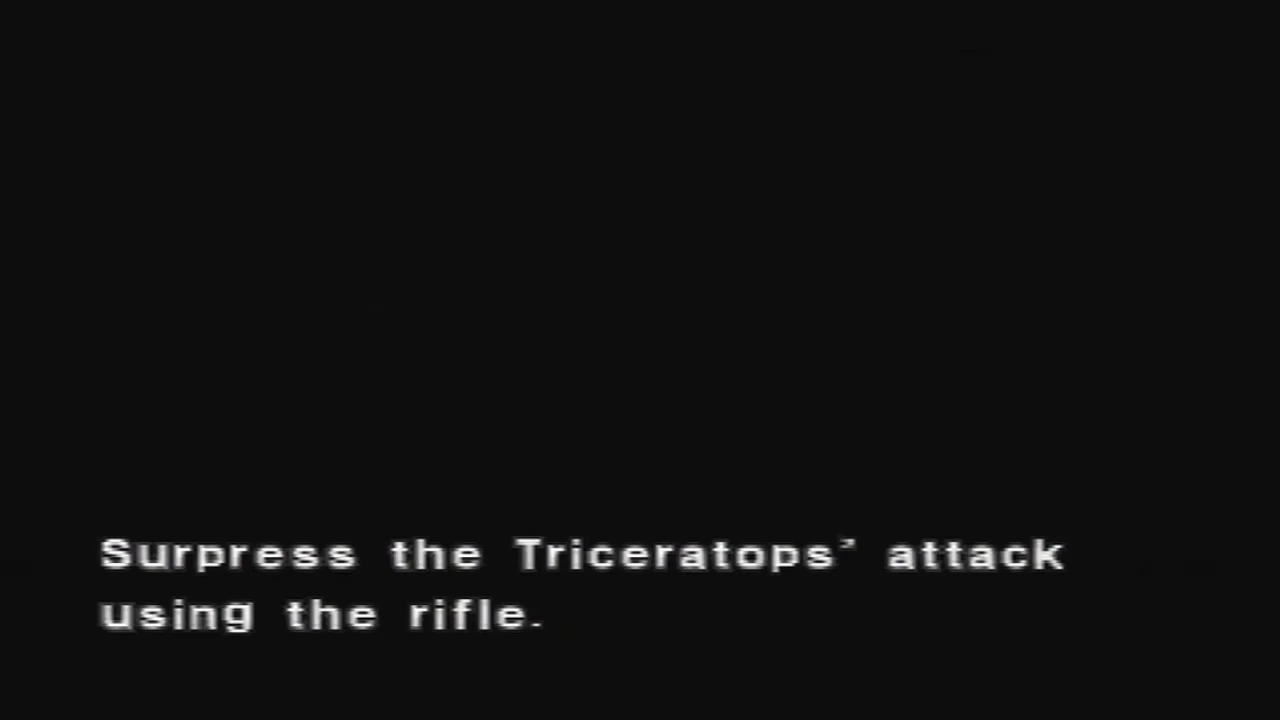 Surpress the Triceratops’ attack
using the rifle.